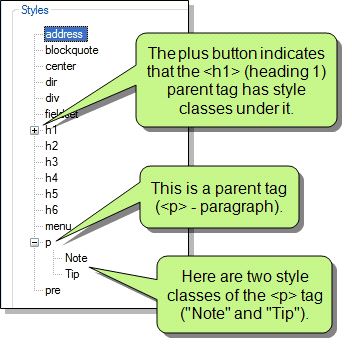 Styles
address
blockquote
center
dir
div
fieldset
h1
h2
h3
h4
h5
h6
menu
p
Note
Tip
pre
The plus button indicates
that the <h1> (heading 1)
parent tag has style
classes under it.
This is a parent tag
(<p> - paragraph).
Here are two style
classes of the <p> tag
("Note" and "Tip").